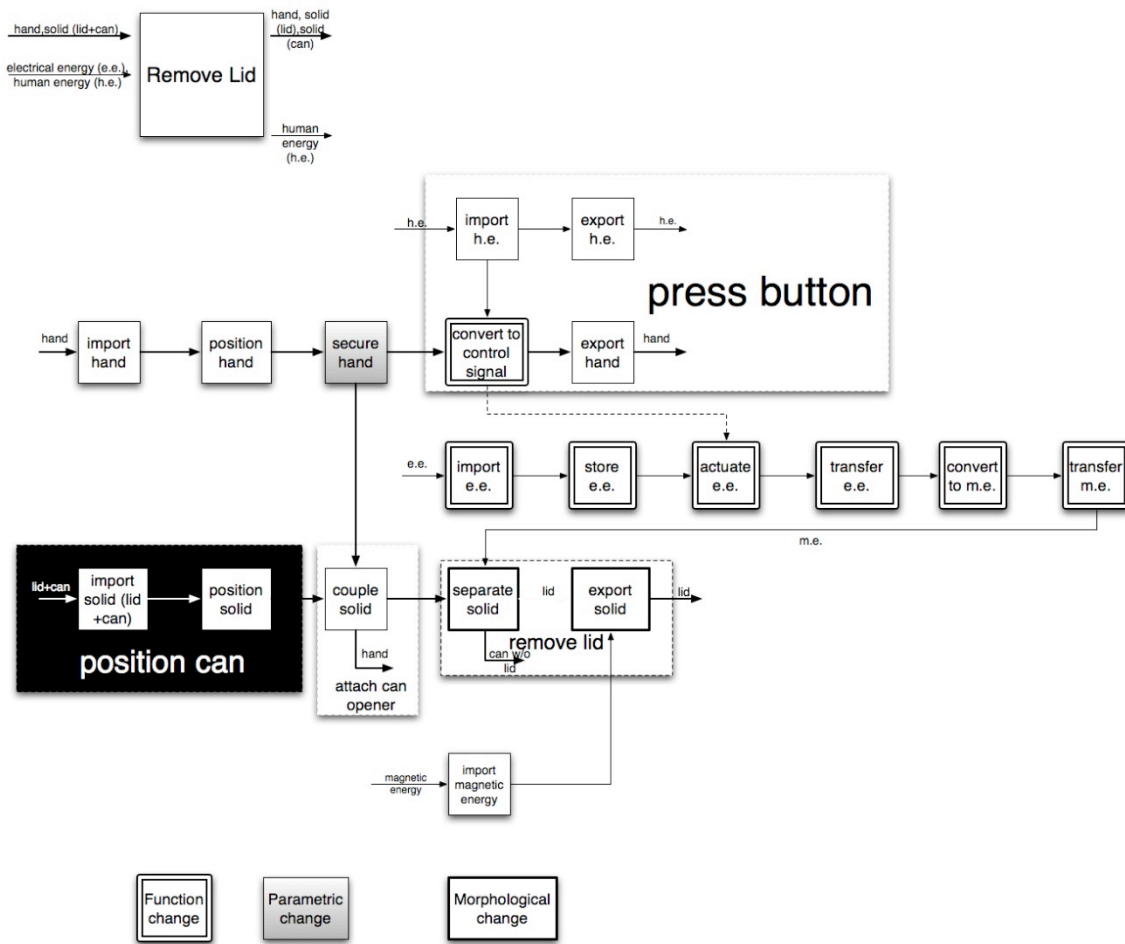 hand,solid (lid+can)
electrical energy (e.e.),
human energy (h.e.)
Remove Lid
hand, solid
(lid),solid
(can)
human
energy
(h.e.)
h.e.
import
h.e.
export
h.e.
h.e.
press button
hand
import
hand
position
hand
secure
hand
convert to
control
signal
export
hand
hand
e.e.
import
e.e.
store
e.e.
actuate
e.e.
transfer
e.e.
convert
to m.e.
transfer
m.e.
m.e.
lid+can
import
solid (lid
+can)
position
solid
position can
couple
solid
hand
attach can
opener
separate
solid
lid
export
solid
lid
remove lid
can w/o
lid
magnetic
energy
import
magnetic
energy
Function
change
Parametric
change
Morphological
change